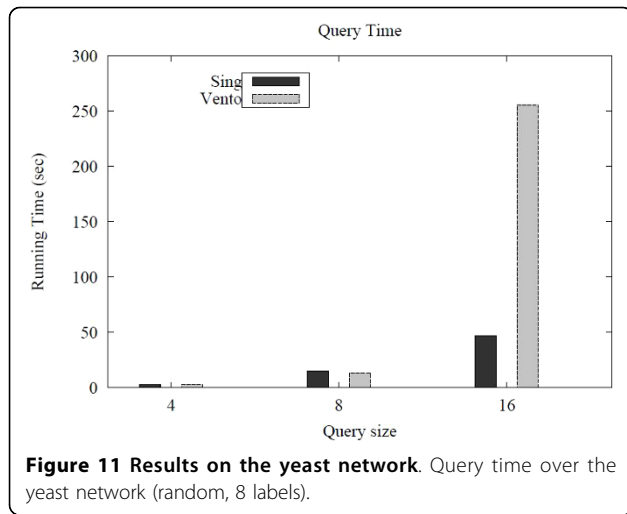 Query Time
300
250
200
150
100
50
0
Running Time (sec)
Sing
Vento
4
8
16
Query size
Figure 11 Results on the yeast network. Query time over the
yeast network (random, 8 labels).